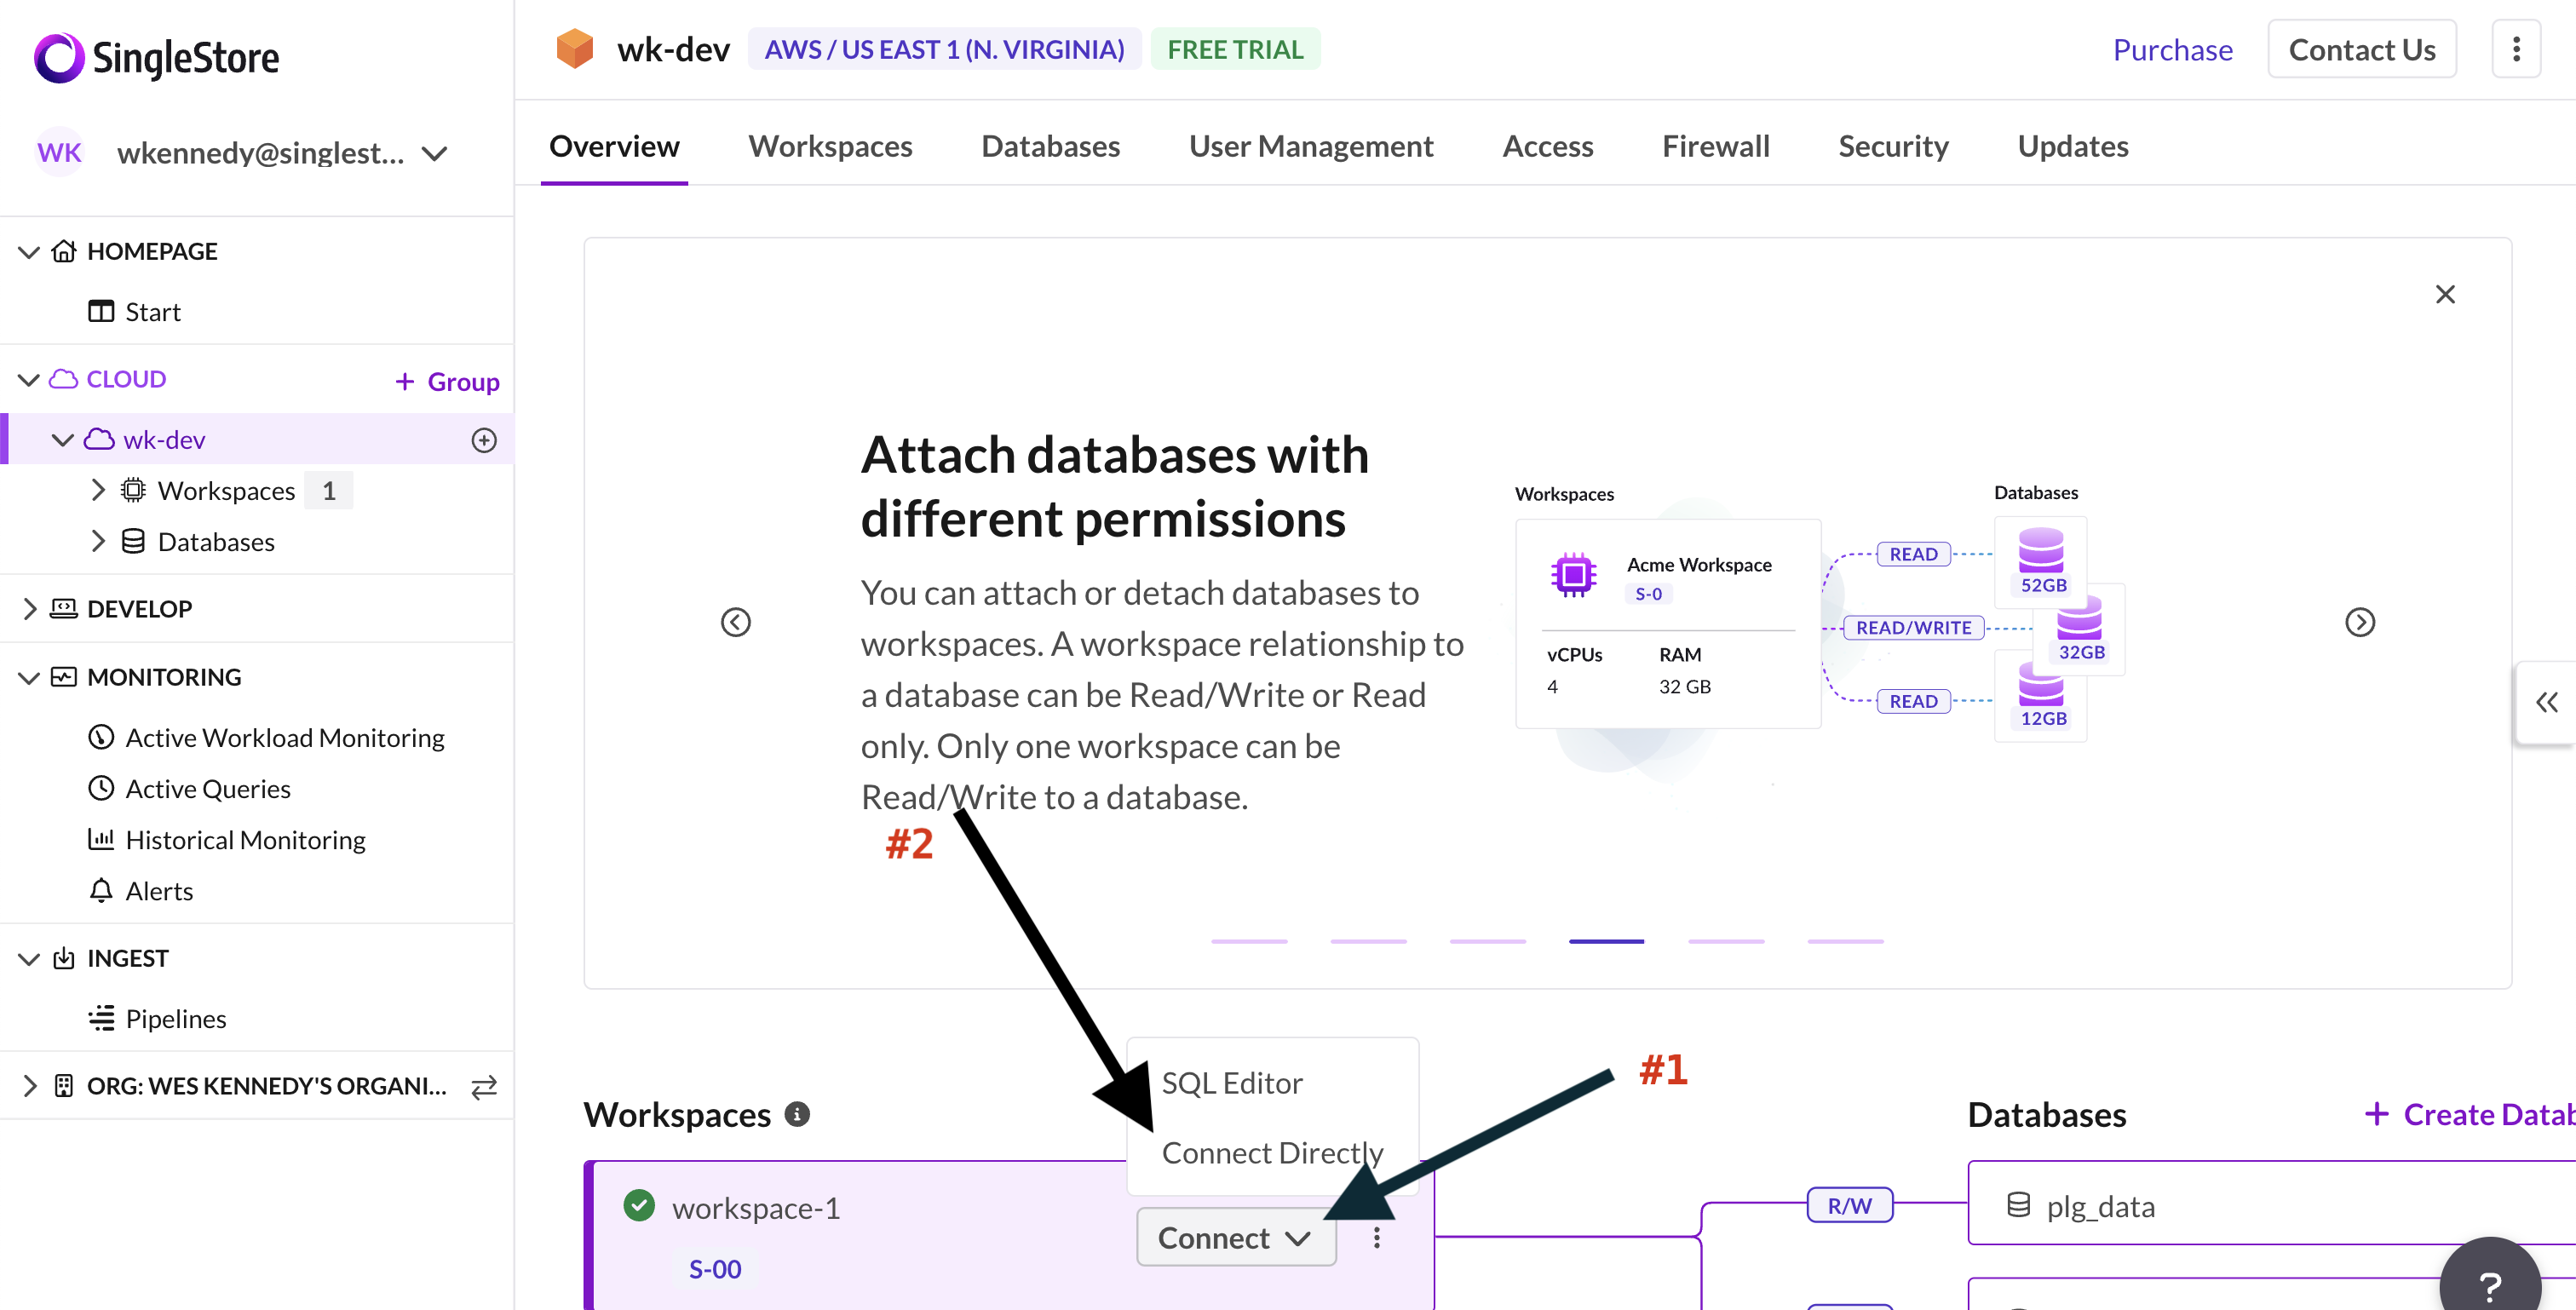 SingleStore
WK wkennedy@singlest...
HOMEPAGE
Start
CLOUD + Group
wk-dev
Workspaces 1
Databases
DEVELOP
MONITORING
Active Workload Monitoring
Active Queries
Historical Monitoring
Alerts
INGEST
Pipelines
ORG: WES KENNEDY'S ORGANI...
wk-dev AWS / US EAST 1 (N. VIRGINIA) FREE TRIAL Purchase Contact Us
Overview Workspaces Databases User Management Access Firewall Security Updates
Attach databases with
different permissions
You can attach or detach databases to
workspaces. A workspace relationship to
a database can be Read/Write or Read
only. Only one workspace can be
Read/Write to a database.
Workspaces
Acme Workspace
S-0
vCPUs RAM
4 32 GB
READ
READ/WRITE
READ
Databases
52GB
32GB
12GB
#2
#1
SQL Editor
Connect Directly
Workspaces
workspace-1
S-00
Connect
R/W
Databases + Create Datab
plg_data
?